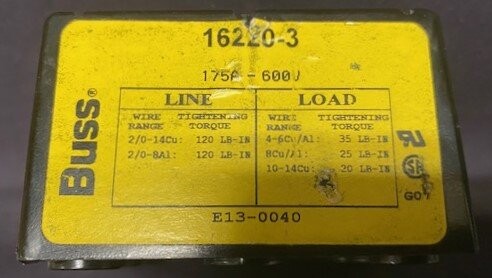 16220-3
175A - 600V
Buss®
LINE
WIRE RANGE TIGHTENING TORQUE
2/0-14Cu: 120 LB-IN
2/0-8Al: 120 LB-IN
LOAD
WIRE RANGE TIGHTENING TORQUE
4-6Cu/Al: 35 LB-IN
8Cu/Al: 25 LB-IN
10-14Cu: 20 LB-IN
E13-0040